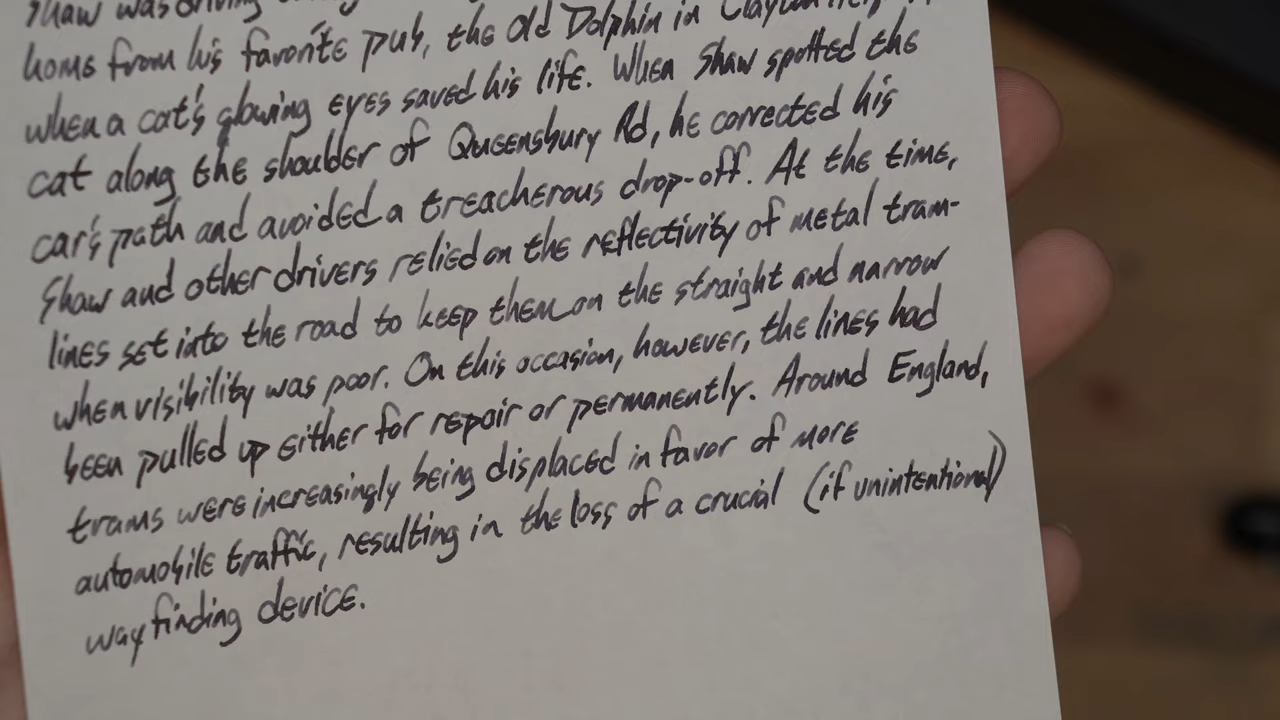 Shaw was driving
home from his favorite pub, the Old Dolphin in
when a cat's glowing eyes saved his life. When Shaw spotted the
cat along the shoulder of Queensbury Rd, he corrected his
car's path and avoided a treacherous drop-off. At the time,
Shaw and other drivers relied on the reflectivity of metal tram-
lines set into the road to keep them on the straight and narrow
when visibility was poor. On this occasion, however, the lines had
been pulled up either for repair or permanently. Around England,
trams were increasingly being displaced in favor of more
automobile traffic, resulting in the loss of a crucial (if unintentional)
wayfinding device.